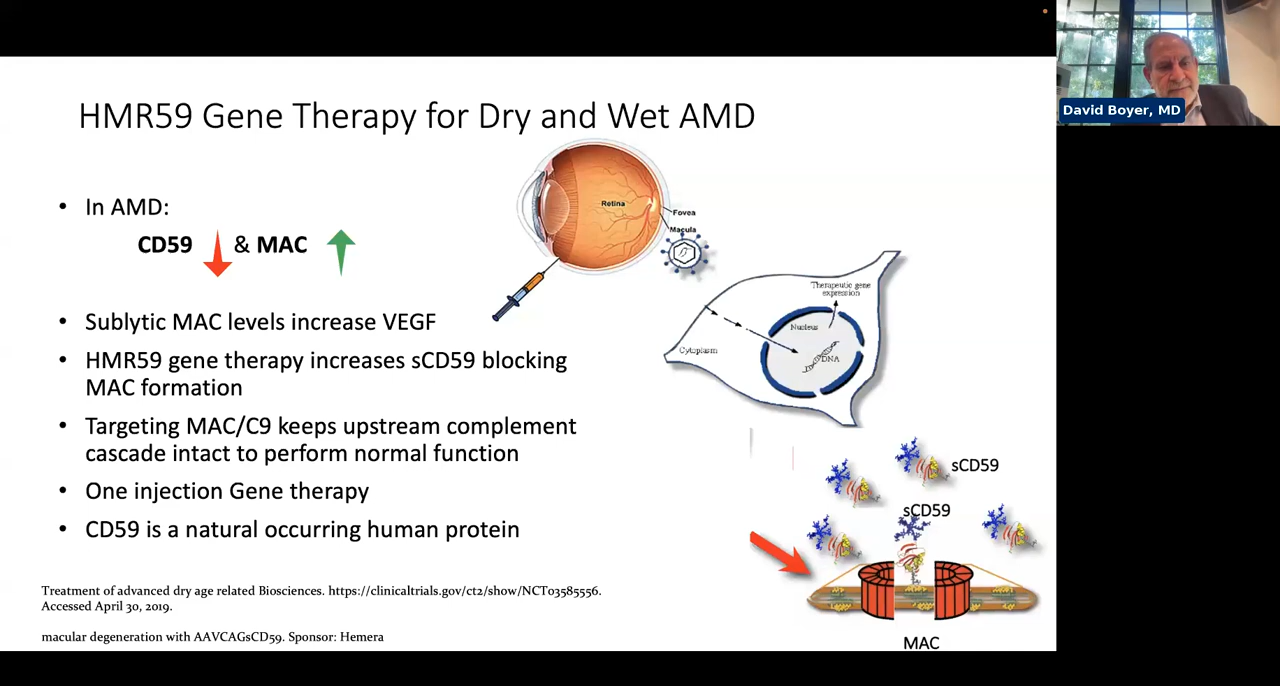 David Boyer, MD
HMR59 Gene Therapy for Dry and Wet AMD
• In AMD:
CD59 & MAC
Retina
Fovea
Macula
• Sublytic MAC levels increase VEGF
• HMR59 gene therapy increases sCD59 blocking
MAC formation
• Targeting MAC/C9 keeps upstream complement
cascade intact to perform normal function
• One injection Gene therapy
• CD59 is a natural occurring human protein
Therapeutic gene
expression
Nucleus
Cytoplasm
DNA
sCD59
sCD59
MAC
Treatment of advanced dry age related Biosciences. https://clinicaltrials.gov/ct2/show/NCT03585556.
Accessed April 30, 2019.
macular degeneration with AAVCAGsCD59. Sponsor: Hemera